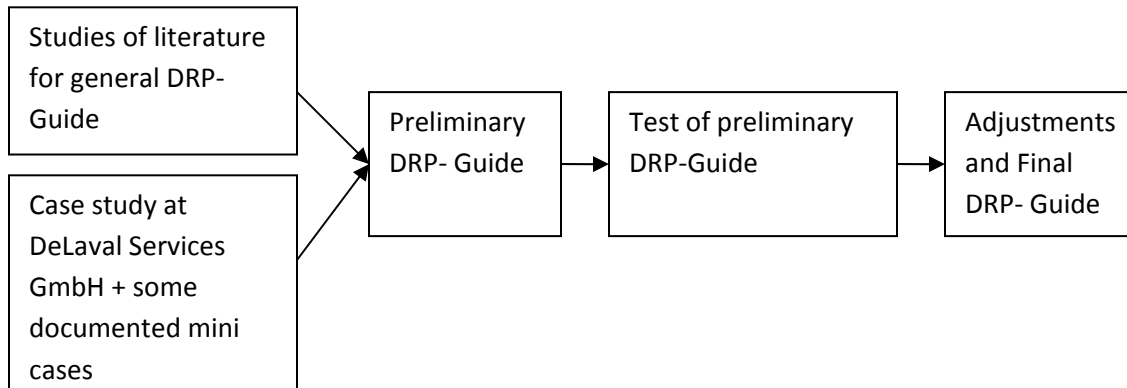 Studies of literature
for general DRP-
Guide
Case study at
DeLaval Services
GmbH + some
documented mini
cases
Preliminary
DRP- Guide
Test of preliminary
DRP-Guide
Adjustments
and Final
DRP- Guide